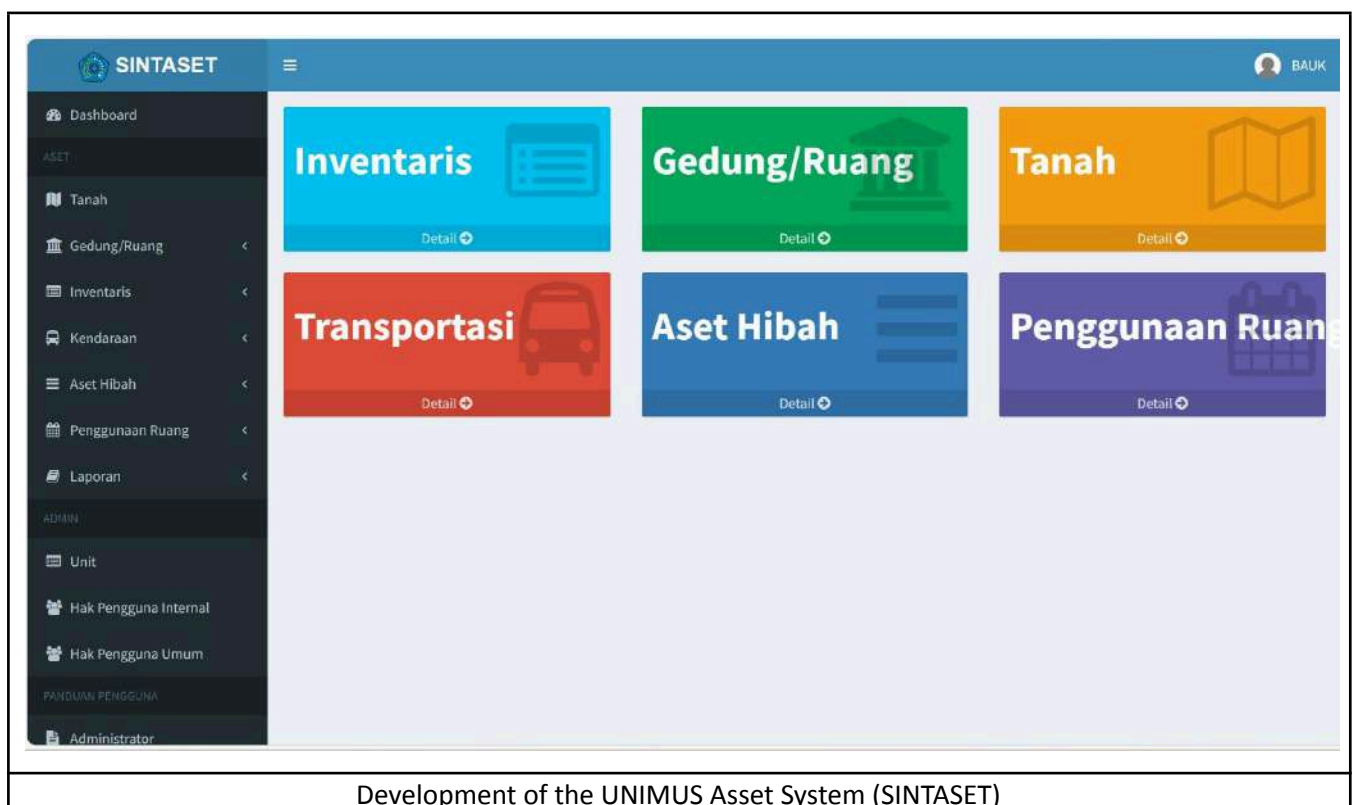 SINTASET
BAUK
Dashboard
ASET
Tanah
Gedung/Ruang
Inventaris
Kendaraan
Aset Hibah
Penggunaan Ruang
Laporan
ADMIN
Unit
Hak Pengguna Internal
Hak Pengguna Umum
PANDUAN PENGGUNA
Administrator
Inventaris
Detail
Gedung/Ruang
Detail
Tanah
Detail
Transportasi
Detail
Aset Hibah
Detail
Penggunaan Ruang
Detail
Development of the UNIMUS Asset System (SINTASET)